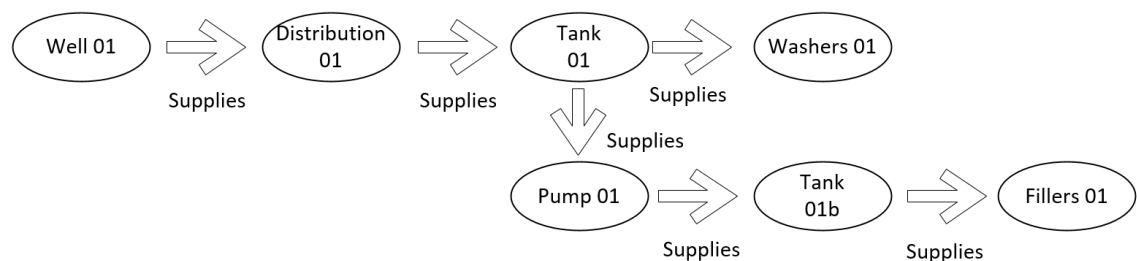 Well 01
Distribution
01
Tank
01
Washers 01
Supplies
Supplies
Supplies
Supplies
Pump 01
Tank
01b
Fillers 01
Supplies
Supplies